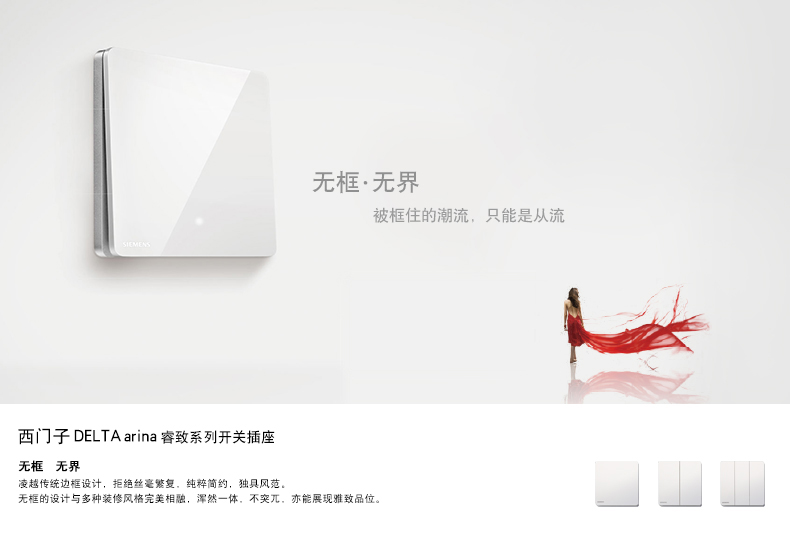 无框·无界
被框住的潮流，只能是从流
SIEMENS
西门子 DELTA arina 睿致系列开关插座
无框 无界
凌越传统边框设计，拒绝丝毫繁复，纯粹简约，独具风范。
无框的设计与多种装修风格完美相融，浑然一体，不突兀，亦能展现雅致品位。